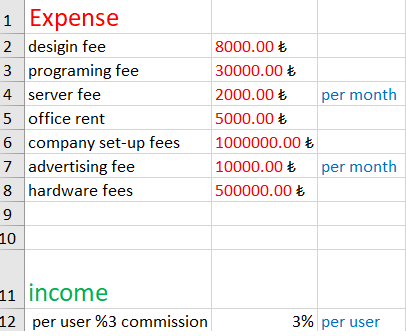 1 Expense
2 desigin fee 8000.00 ₺
3 programing fee 30000.00 ₺
4 server fee 2000.00 ₺ per month
5 office rent 5000.00 ₺
6 company set-up fees 1000000.00 ₺
7 advertising fee 10000.00 ₺ per month
8 hardware fees 500000.00 ₺
9
10
11 income
12 per user %3 commission 3% per user